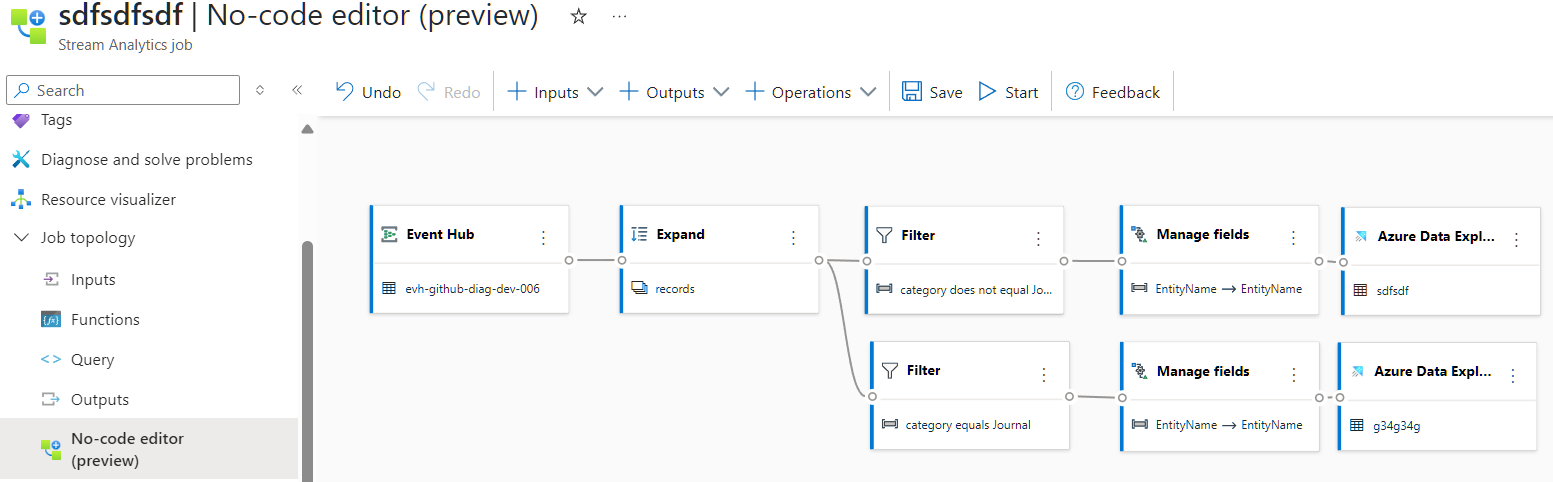 sdfsdfsdf | No-code editor (preview) ...
Stream Analytics job
Search
Undo
Redo
Inputs
Outputs
Operations
Save
Start
Feedback
Tags
Diagnose and solve problems
Resource visualizer
Job topology
Inputs
Functions
Query
Outputs
No-code editor
(preview)
Event Hub
evh-github-diag-dev-006
Expand
records
Filter
category does not equal Jo...
Manage fields
EntityName → EntityName
Azure Data Expl...
sdfsdf
Filter
category equals Journal
Manage fields
EntityName → EntityName
Azure Data Expl...
g34g34g